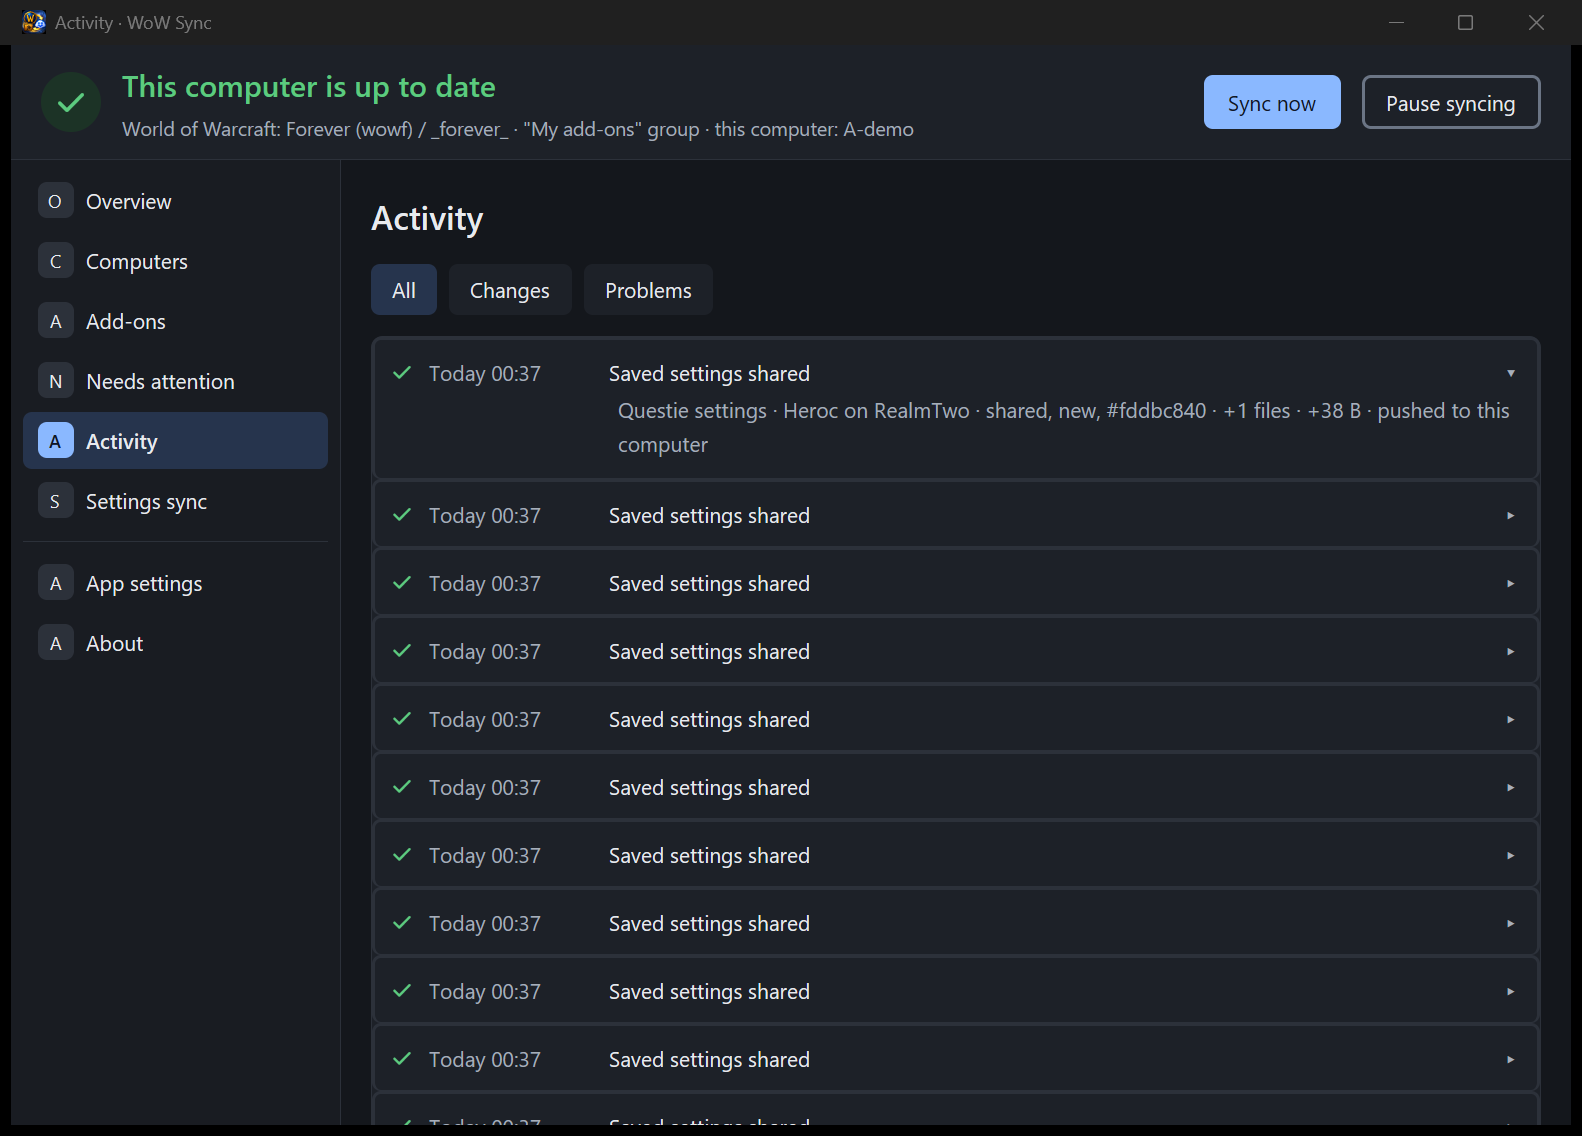 Activity · WoW Sync
This computer is up to date
World of Warcraft: Forever (wowf) / _forever_ · "My add-ons" group · this computer: A-demo
Sync now
Pause syncing
O Overview
C Computers
A Add-ons
N Needs attention
A Activity
S Settings sync
A App settings
A About
Activity
All
Changes
Problems
Today 00:37 Saved settings shared
Questie settings · Heroc on RealmTwo · shared, new, #fddbc840 · +1 files · +38 B · pushed to this
computer
Today 00:37 Saved settings shared
Today 00:37 Saved settings shared
Today 00:37 Saved settings shared
Today 00:37 Saved settings shared
Today 00:37 Saved settings shared
Today 00:37 Saved settings shared
Today 00:37 Saved settings shared
Today 00:37 Saved settings shared
Today 00:37 Saved settings shared
Today 00:37 Saved settings shared